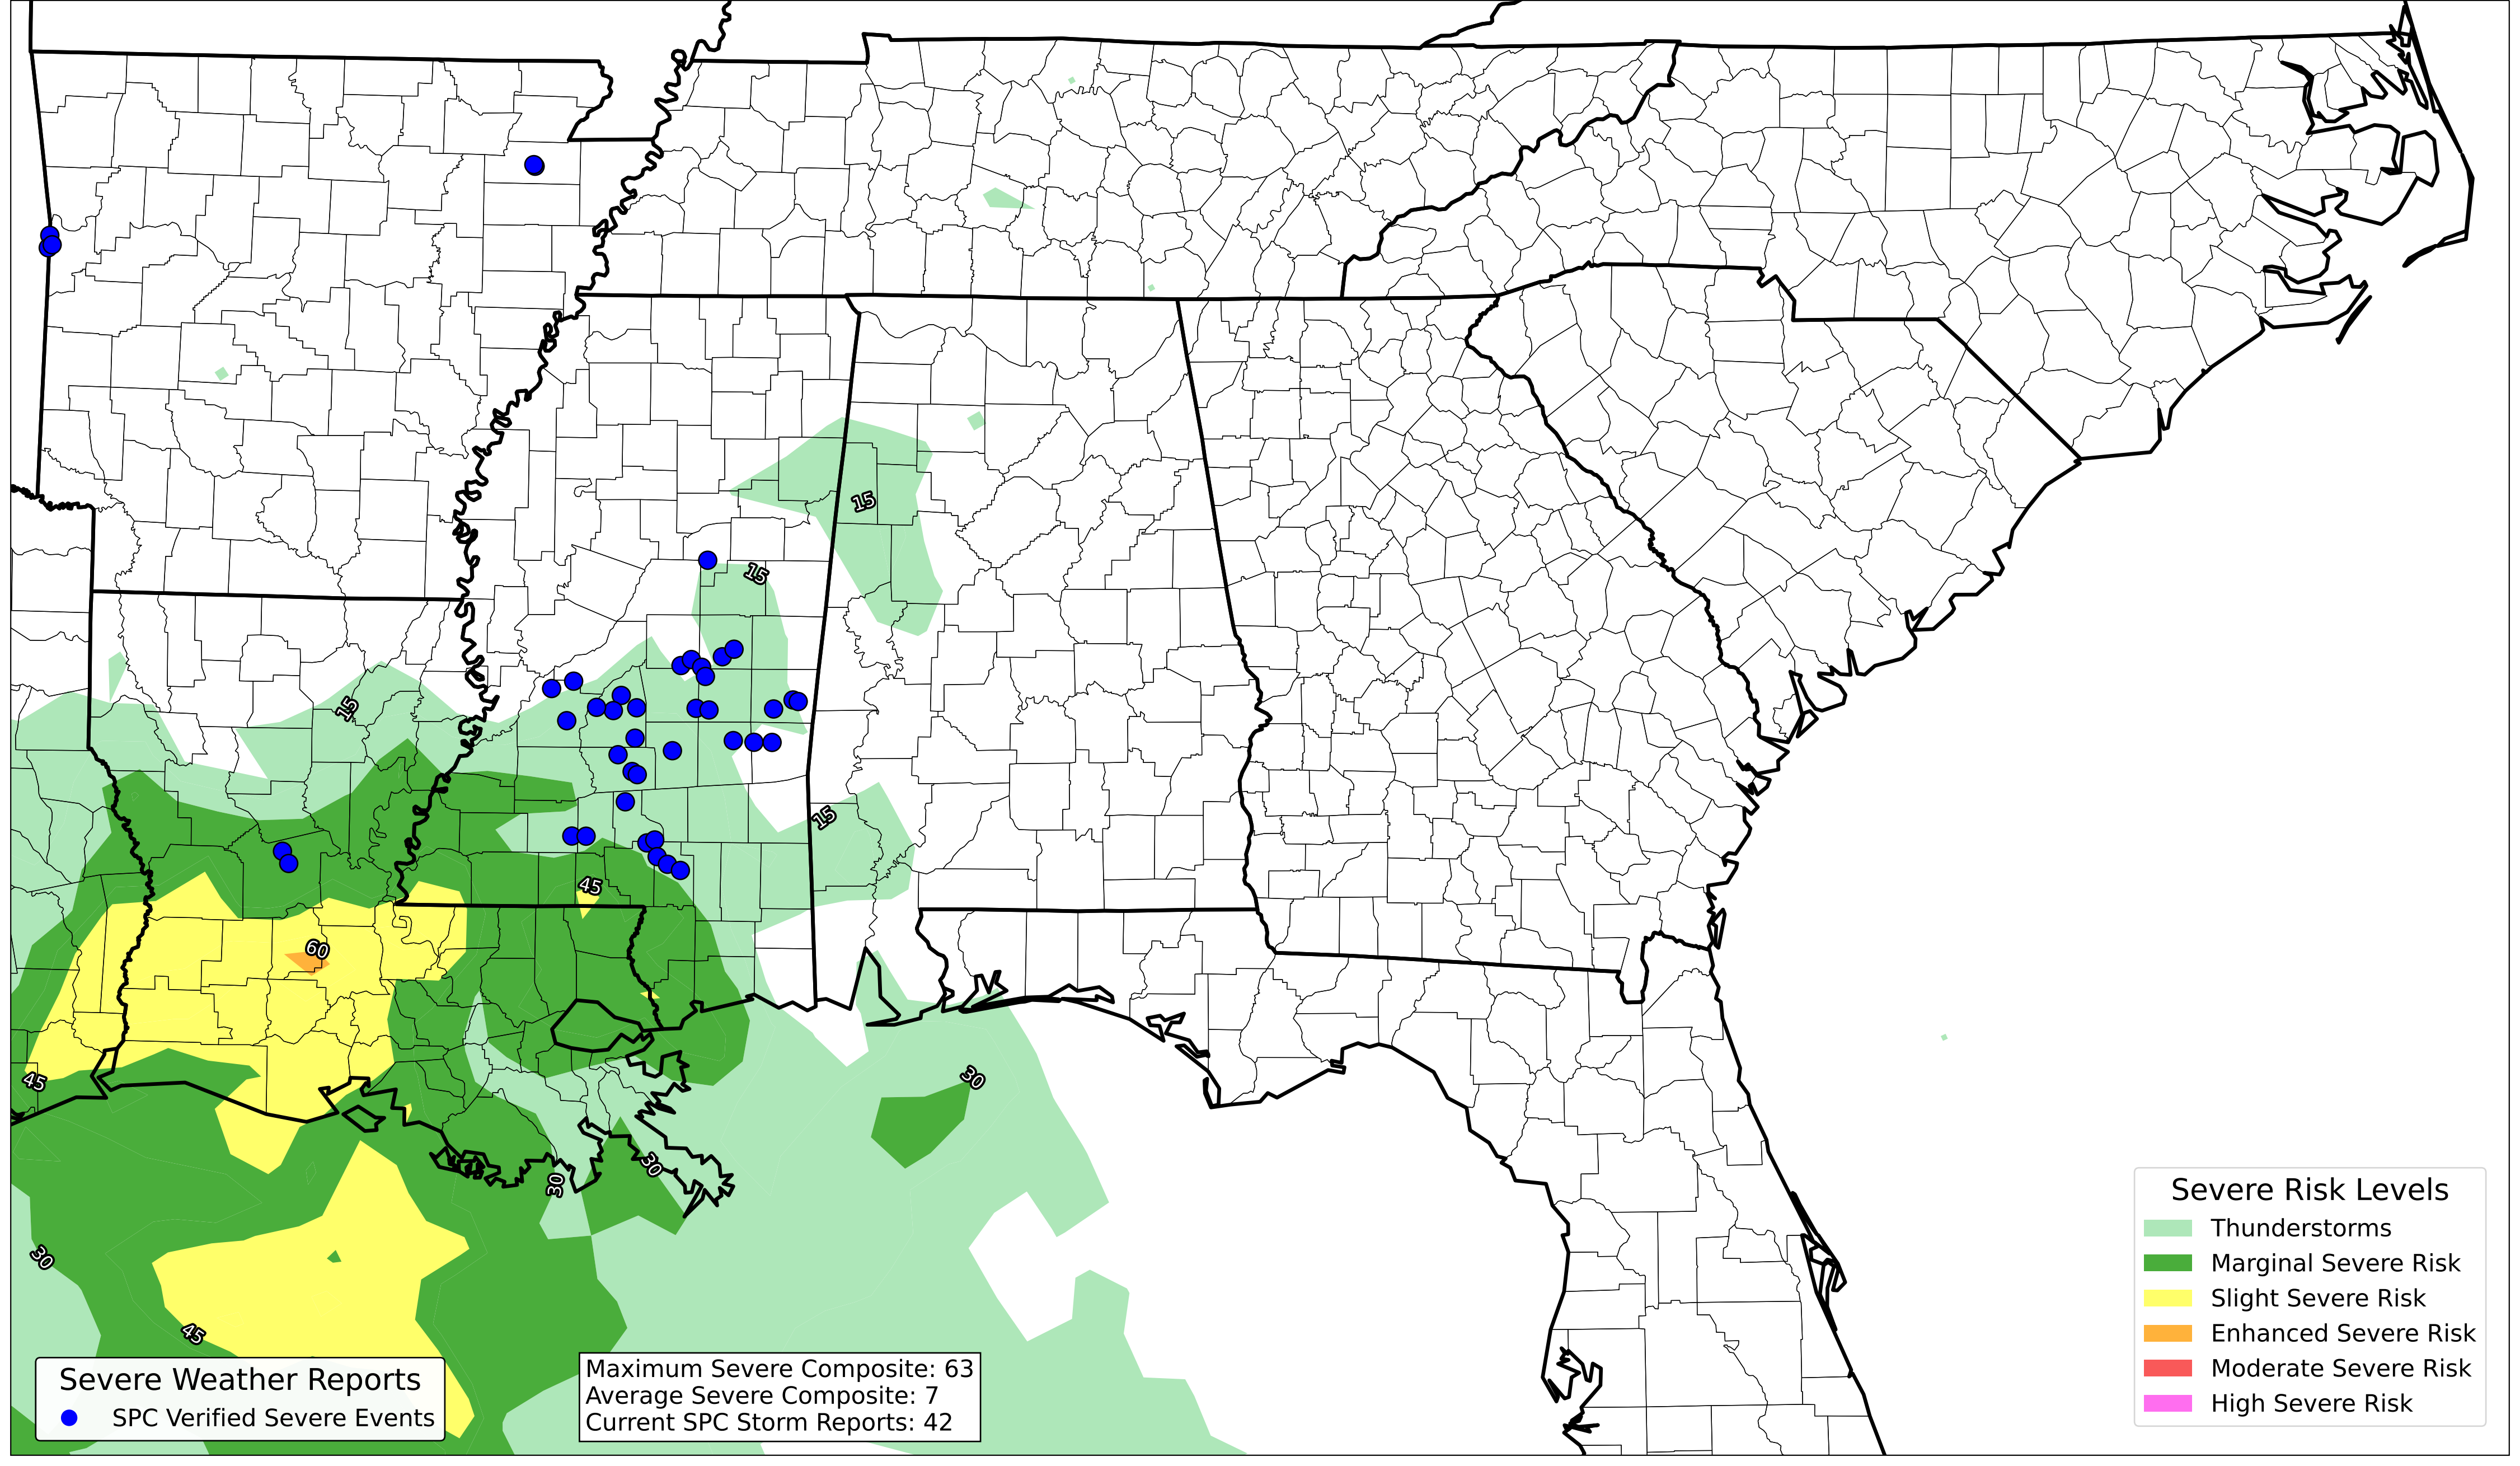 15
15
15
15
45
60
45
30
30
30
30
45
Severe Weather Reports
SPC Verified Severe Events
Maximum Severe Composite: 63
Average Severe Composite: 7
Current SPC Storm Reports: 42
Severe Risk Levels
Thunderstorms
Marginal Severe Risk
Slight Severe Risk
Enhanced Severe Risk
Moderate Severe Risk
High Severe Risk